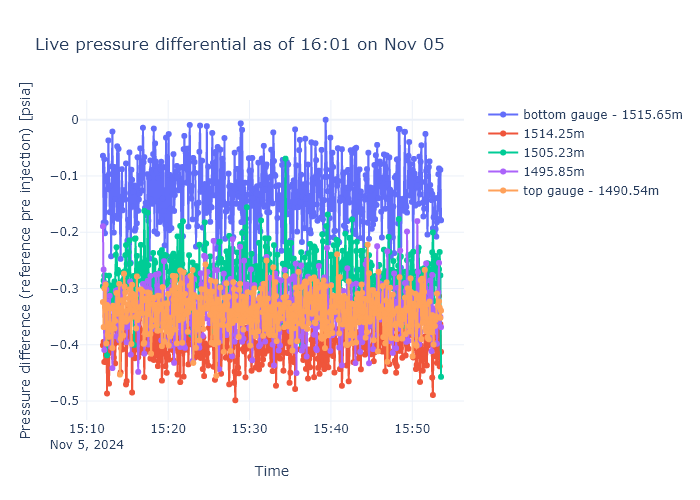 Live pressure differential as of 16:01 on Nov 05
Pressure difference (reference pre injection) [psia]
0
−0.1
−0.2
−0.3
−0.4
−0.5
15:10
15:20
15:30
15:40
15:50
Nov 5, 2024
Time
bottom gauge - 1515.65m
1514.25m
1505.23m
1495.85m
top gauge - 1490.54m